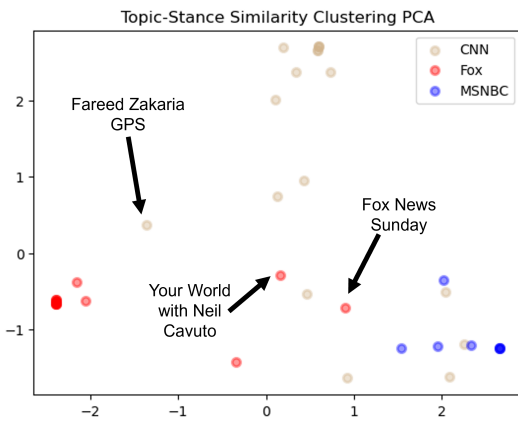 Topic-Stance Similarity Clustering PCA
CNN
Fox
MSNBC
Fareed Zakaria
GPS
Fox News
Sunday
Your World
with Neil
Cavuto
2
1
0
−1
−2
−1
0
1
2